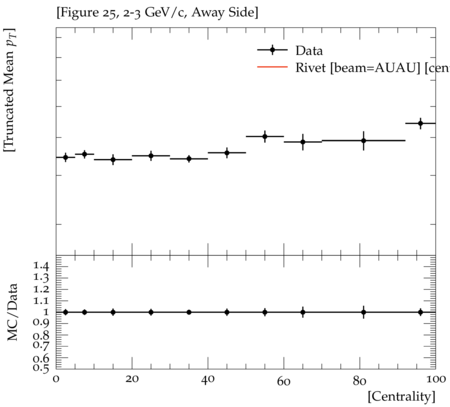 [Figure 25, 2-3 GeV/c, Away Side]
[Truncated Mean pT]
Data
Rivet [beam=AUAU] [cen
MC/Data
1.4
1.3
1.2
1.1
1
0.9
0.8
0.7
0.6
0.5
0 20 40 60 80 100
[Centrality]